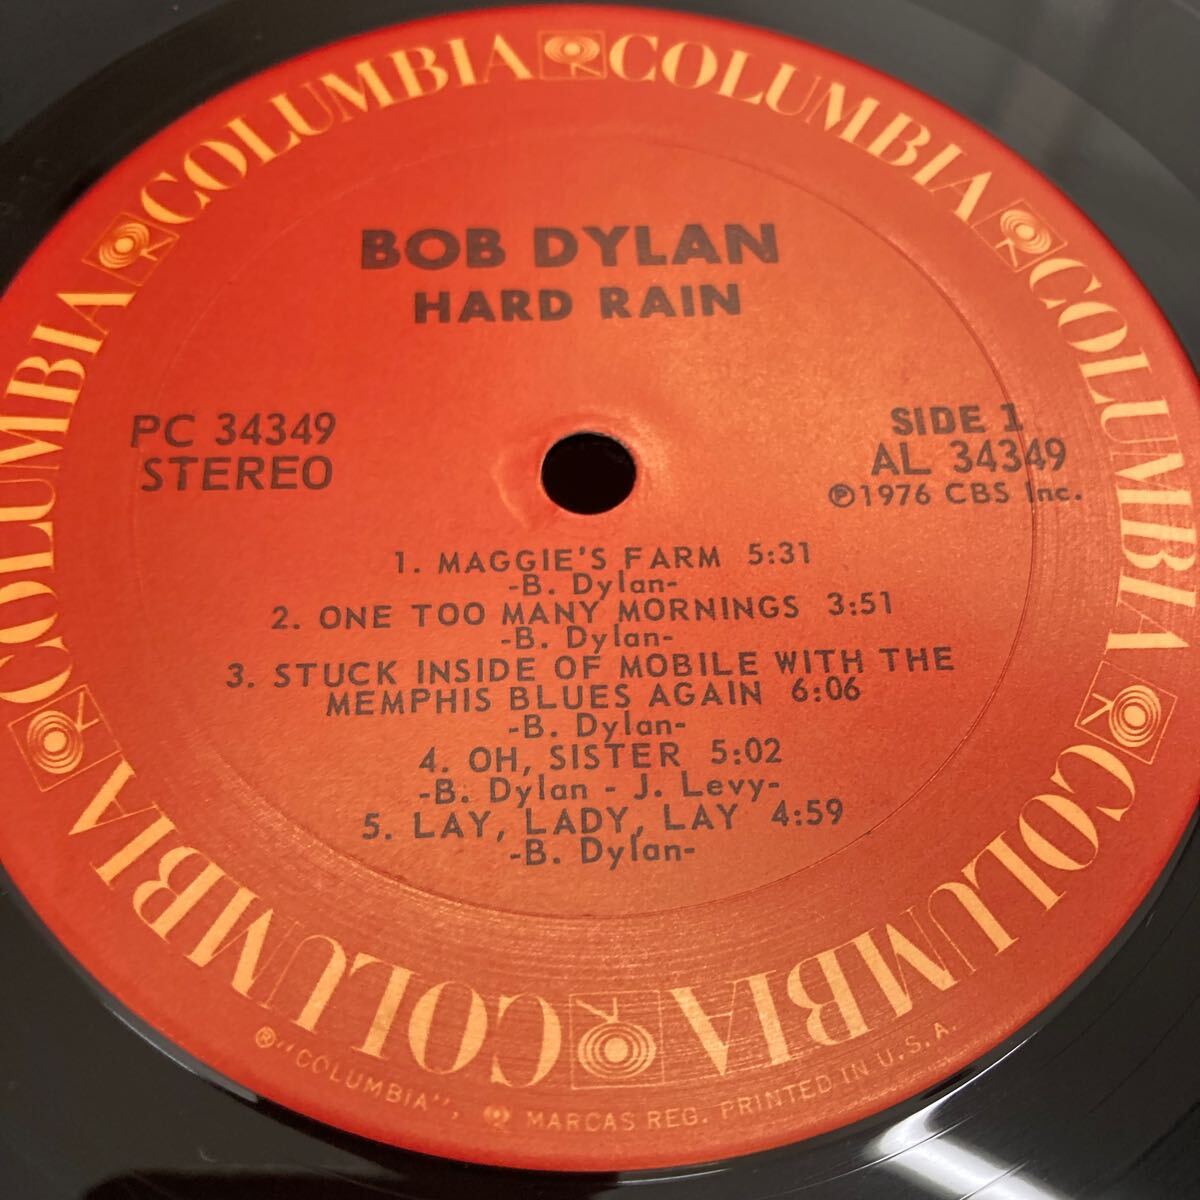 COLUMBIA COLUMBIA COLUMBIA COLUMBIA COLUMBIA COLUMBIA COLUMBIA
BOB DYLAN
HARD RAIN
PC 34349
STEREO
SIDE 1
AL 34349
Ⓟ1976 CBS Inc.
1. MAGGIE'S FARM 5:31
-B. Dylan-
2. ONE TOO MANY MORNINGS 3:51
-B. Dylan-
3. STUCK INSIDE OF MOBILE WITH THE
MEMPHIS BLUES AGAIN 6:06
-B. Dylan-
4. OH, SISTER 5:02
-B. Dylan - J. Levy-
5. LAY, LADY, LAY 4:59
-B. Dylan-
®"COLUMBIA", MARCAS REG. PRINTED IN U.S.A.